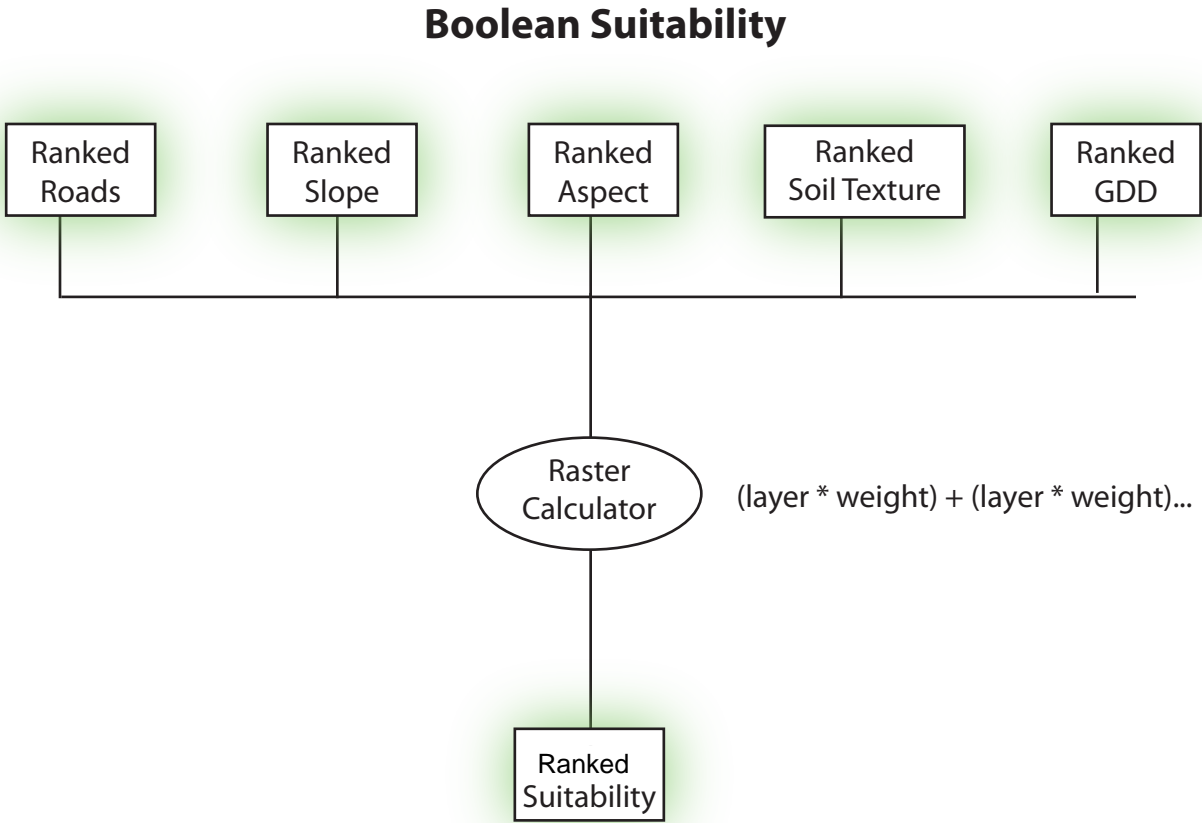 Boolean Suitability
Ranked
Roads
Ranked
Slope
Ranked
Aspect
Ranked
Soil Texture
Ranked
GDD
Raster
Calculator
(layer * weight) + (layer * weight)...
Ranked
Suitability